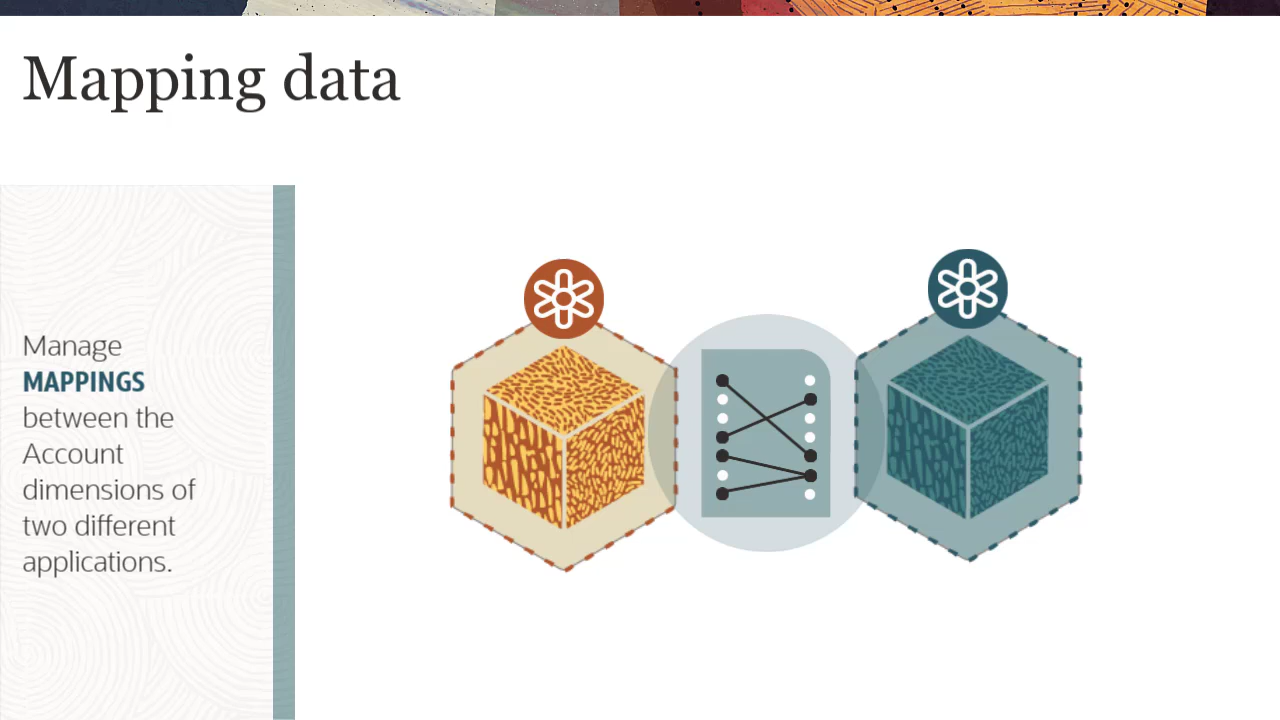 Mapping data
Manage
MAPPINGS
between the
Account
dimensions of
two different
applications.